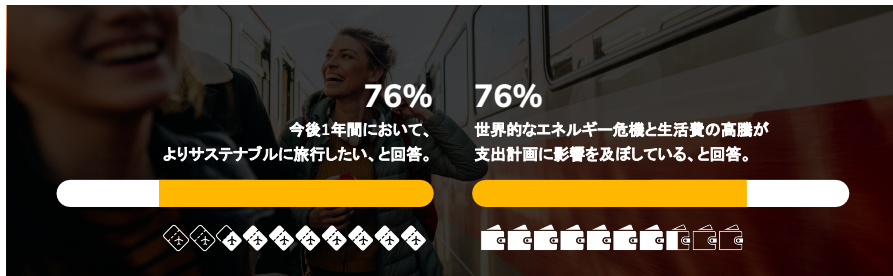 76%
今後1年間において、
よりサステナブルに旅行したい、と回答。
76%
世界的なエネルギー危機と生活費の高騰が
支出計画に影響を及ぼしている、と回答。